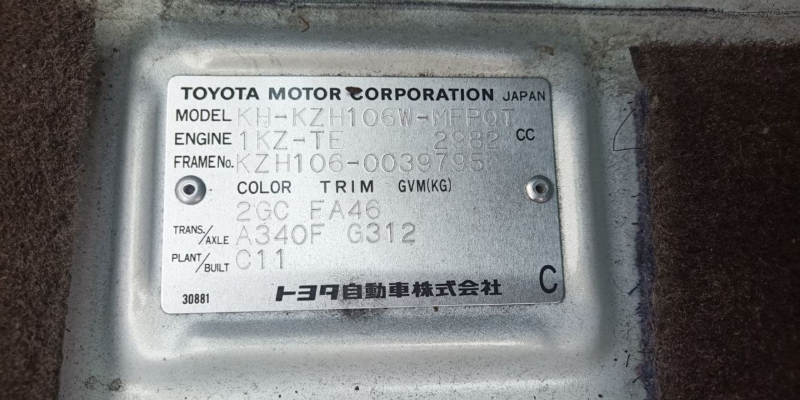 TOYOTA MOTOR CORPORATION JAPAN
MODEL KH-KZH106W-MFPQT
ENGINE 1KZ-TE 2982 CC
FRAME No. KZH106-0039795
COLOR TRIM GVM(KG)
2GC FA46
TRANS./AXLE A340F G312
PLANT/BUILT C11
30881 トヨタ自動車株式会社 C